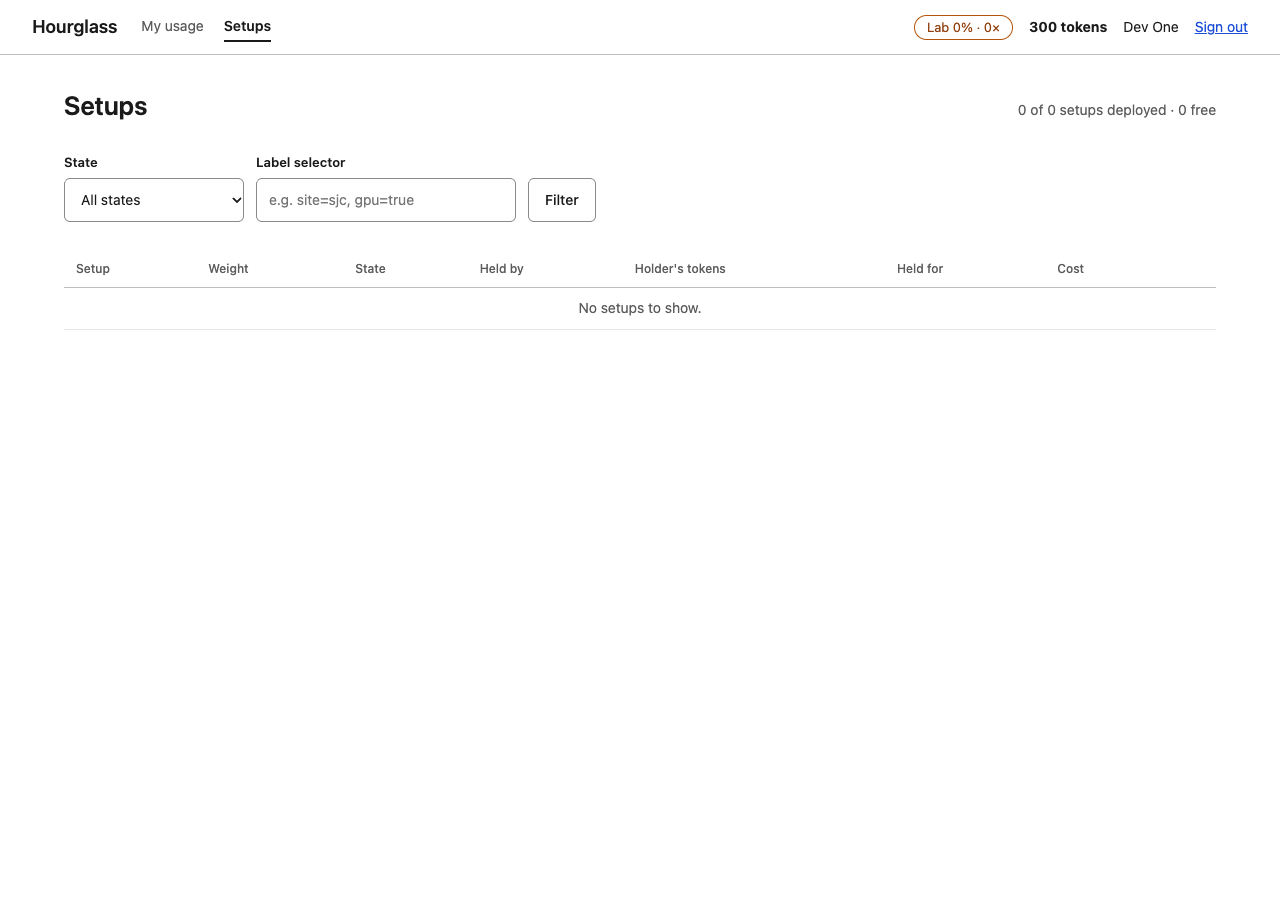 Hourglass My usage Setups Lab 0% · 0× 300 tokens Dev One Sign out
Setups 0 of 0 setups deployed · 0 free
State Label selector
All states e.g. site=sjc, gpu=true Filter
Setup Weight State Held by Holder's tokens Held for Cost
No setups to show.